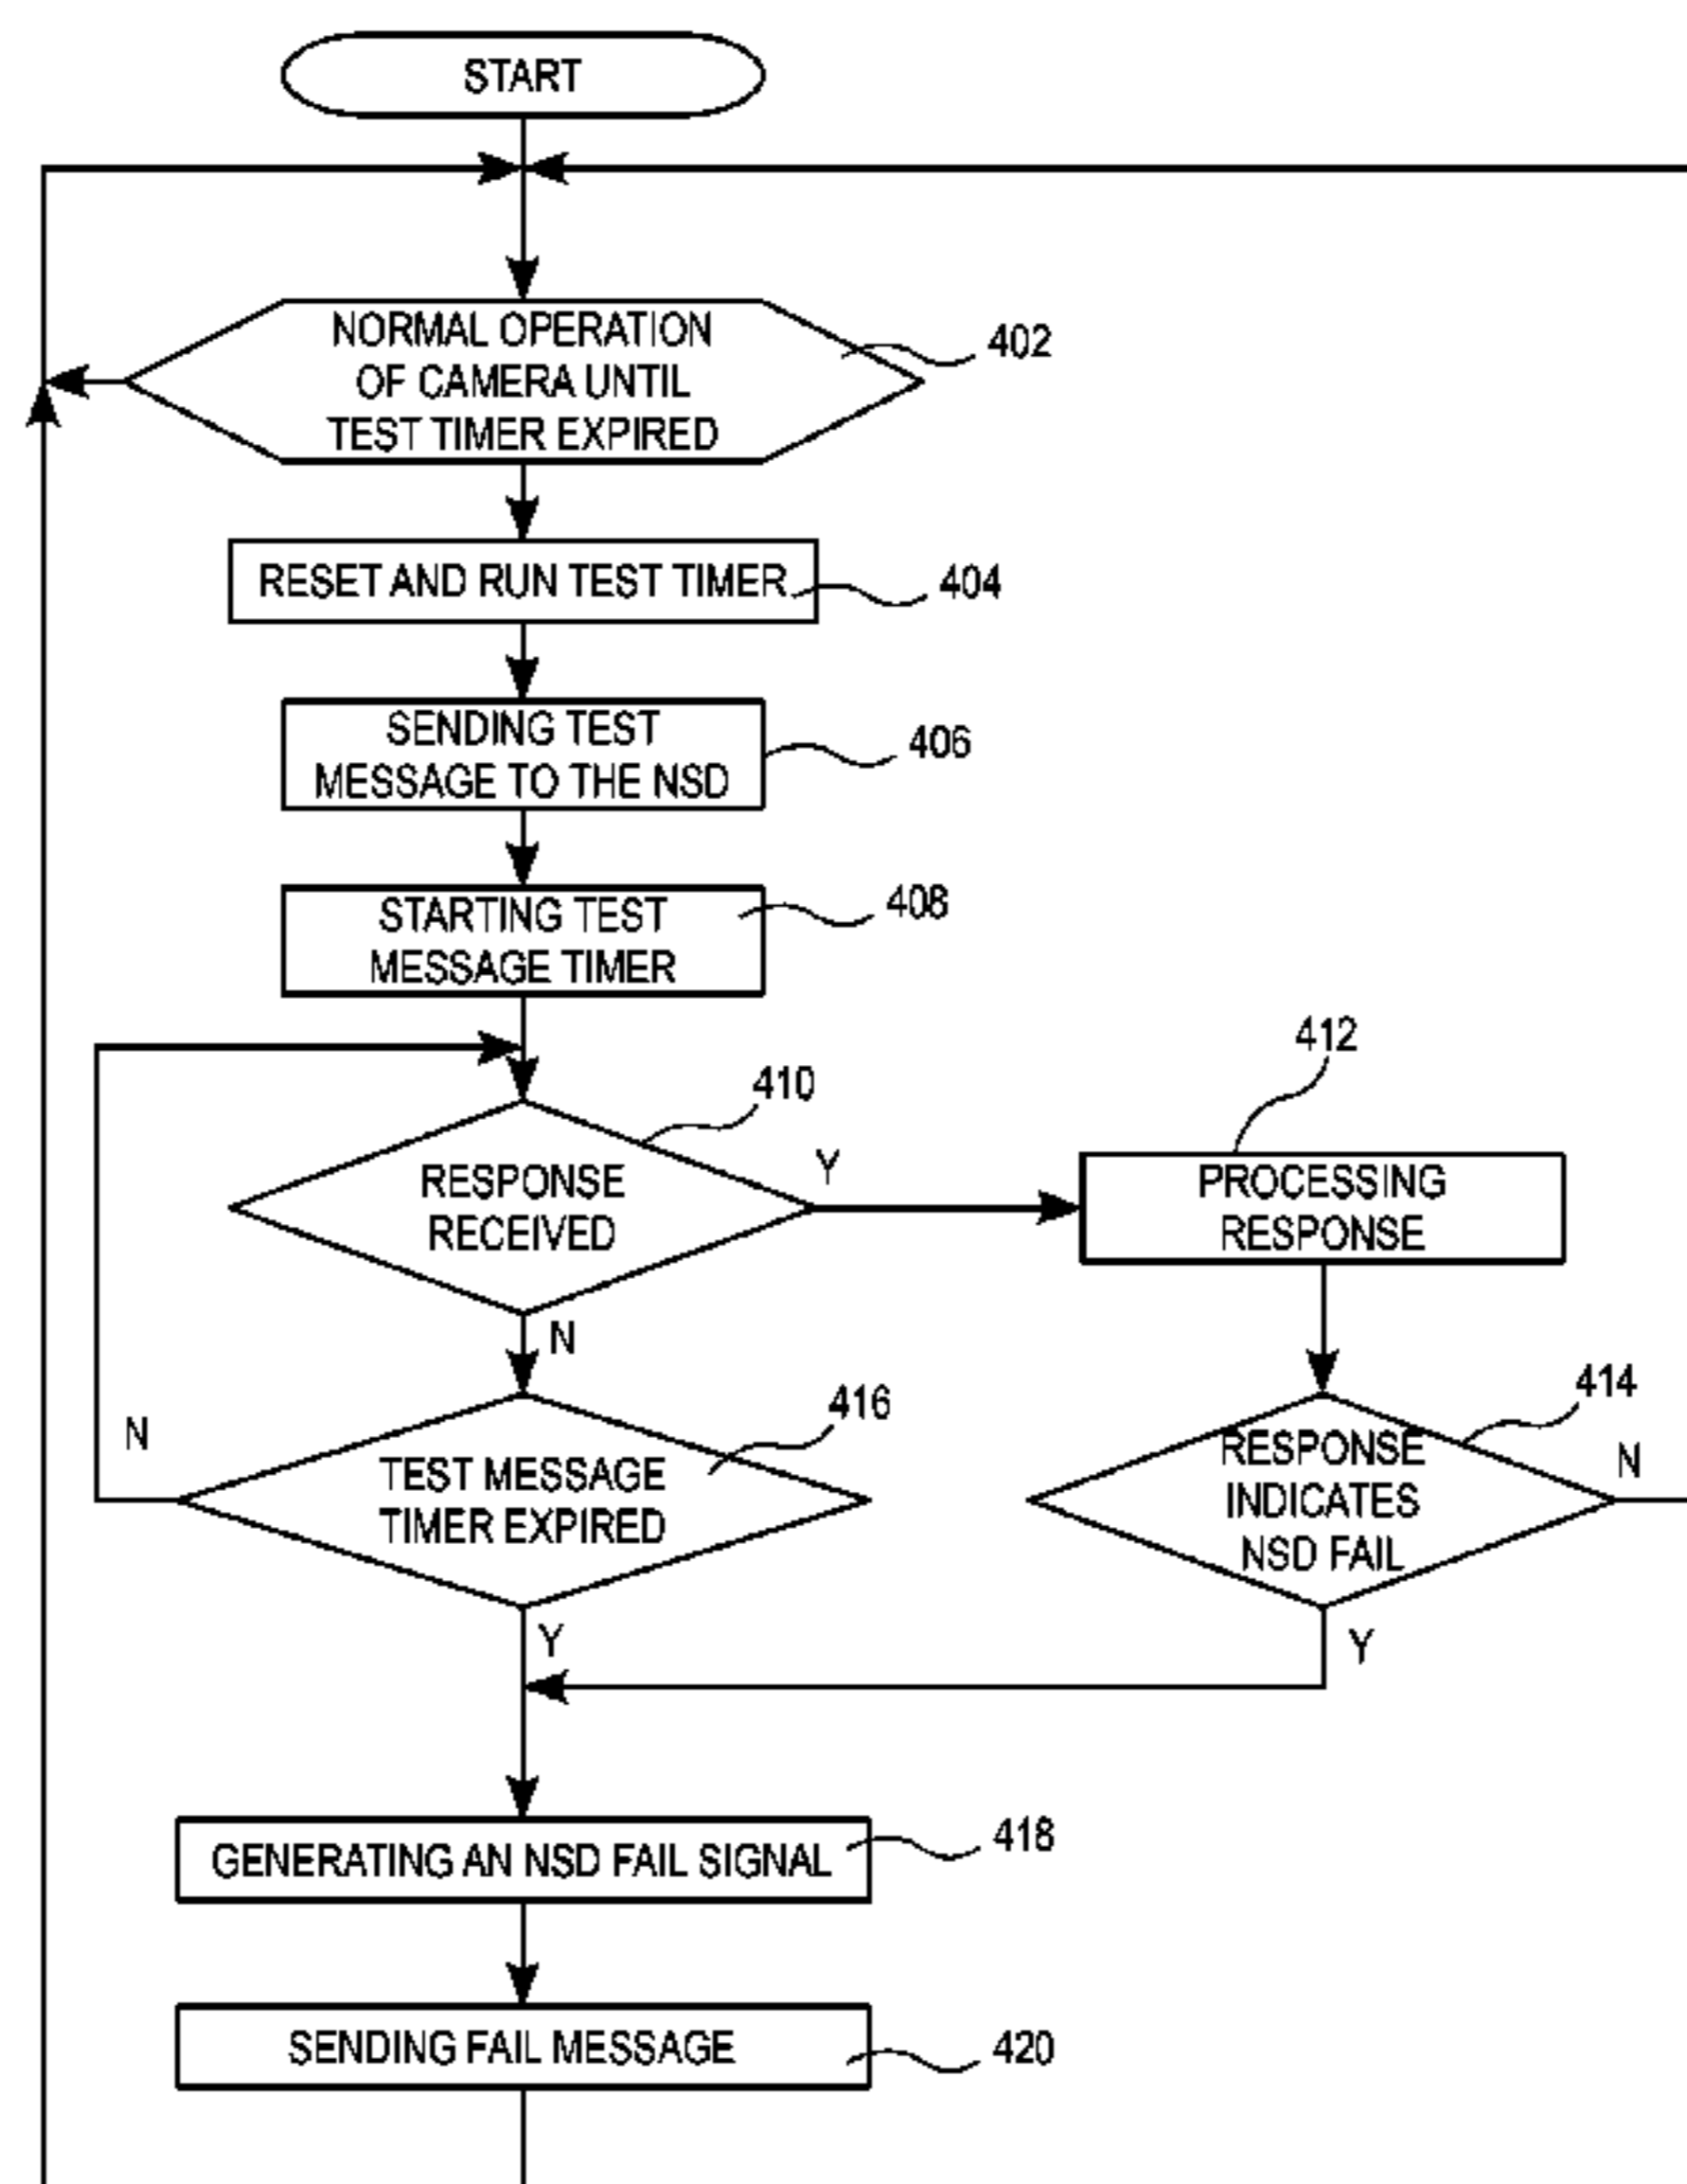 START
NORMAL OPERATION
OF CAMERA UNTIL
TEST TIMER EXPIRED
402
RESET AND RUN TEST TIMER
404
SENDING TEST
MESSAGE TO THE NSD
406
STARTING TEST
MESSAGE TIMER
408
RESPONSE
RECEIVED
410
Y
N
PROCESSING
RESPONSE
412
RESPONSE
INDICATES
NSD FAIL
414
N
Y
TEST MESSAGE
TIMER EXPIRED
416
N
Y
GENERATING AN NSD FAIL SIGNAL
418
SENDING FAIL MESSAGE
420